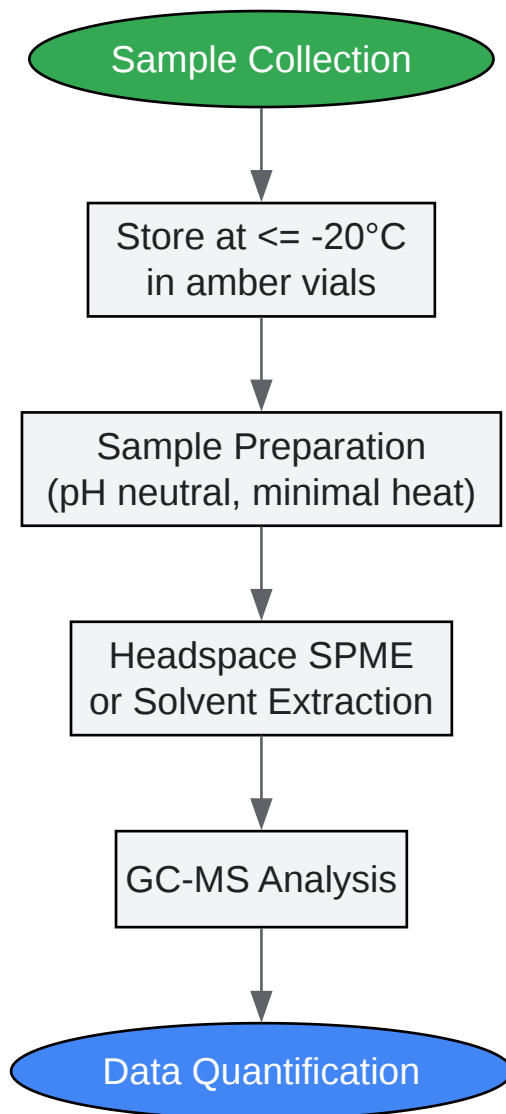 Sample Collection
Store at <= -20°C
in amber vials
Sample Preparation
(pH neutral, minimal heat)
Headspace SPME
or Solvent Extraction
GC-MS Analysis
Data Quantification